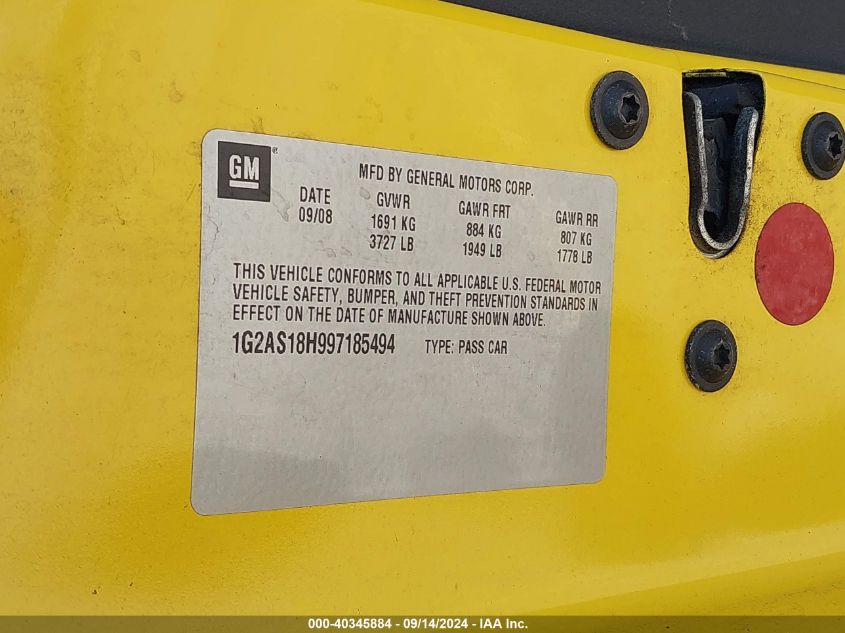 GM
MFD BY GENERAL MOTORS CORP.
DATE GVWR GAWR FRT GAWR RR
09/08 1691 KG 884 KG 807 KG
3727 LB 1949 LB 1778 LB
THIS VEHICLE CONFORMS TO ALL APPLICABLE U.S. FEDERAL MOTOR
VEHICLE SAFETY, BUMPER, AND THEFT PREVENTION STANDARDS IN
EFFECT ON THE DATE OF MANUFACTURE SHOWN ABOVE.
1G2AS18H997185494 TYPE: PASS CAR
000-40345884 - 09/14/2024 - IAA Inc.